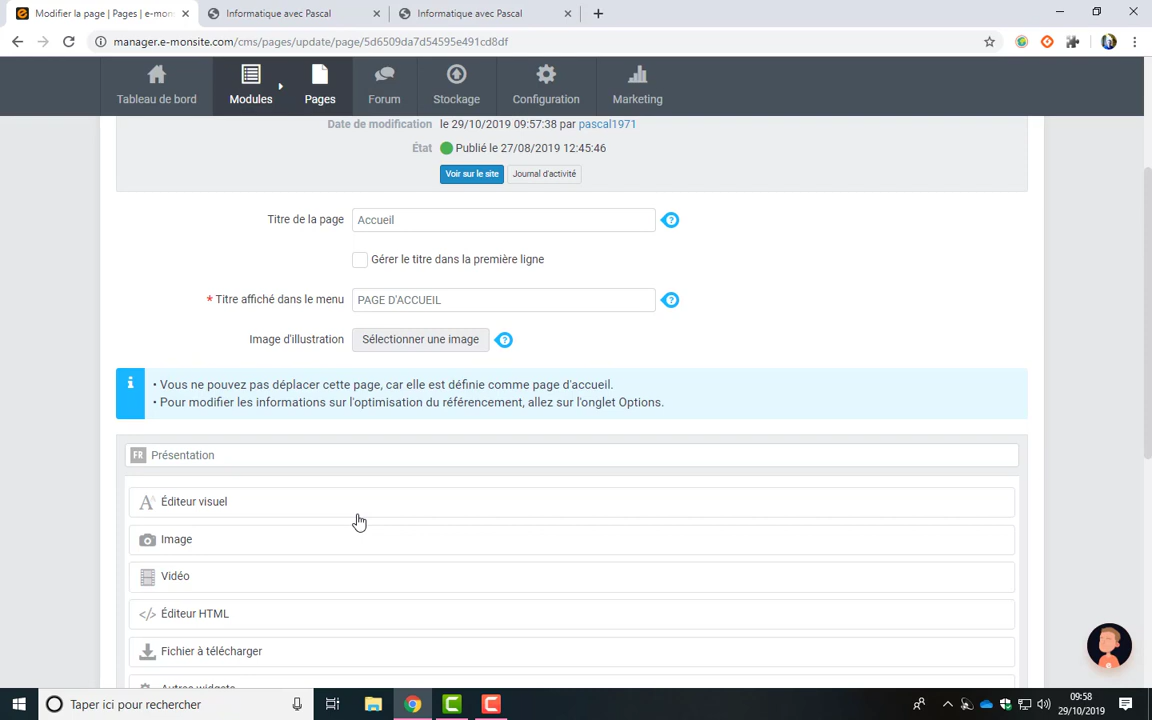 Modifier la page | Pages | e-mon
Informatique avec Pascal
Informatique avec Pascal
manager.e-monsite.com/cms/pages/update/page/5d6509da7d54595e491cd8df
Tableau de bord
Modules
Pages
Forum
Stockage
Configuration
Marketing
Date de modification le 29/10/2019 09:57:38 par pascal1971
État Publié le 27/08/2019 12:45:46
Voir sur le site Journal d'activité
Titre de la page Accueil
Gérer le titre dans la première ligne
* Titre affiché dans le menu PAGE D'ACCUEIL
Image d'illustration Sélectionner une image
• Vous ne pouvez pas déplacer cette page, car elle est définie comme page d'accueil.
• Pour modifier les informations sur l'optimisation du référencement, allez sur l'onglet Options.
FR Présentation
Éditeur visuel
Image
Vidéo
Éditeur HTML
Fichier à télécharger
Autres widgets
Taper ici pour rechercher
09:58
29/10/2019